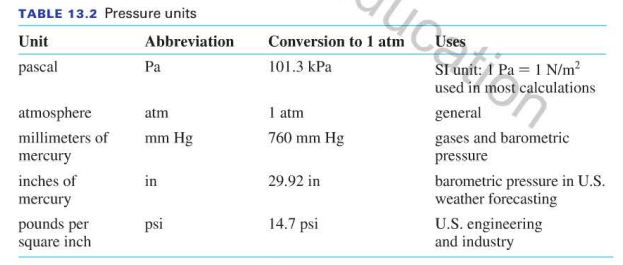 TABLE 13.2 Pressure units
Unit Abbreviation Conversion to 1 atm Uses
pascal Pa 101.3 kPa SI unit: 1 Pa = 1 N/m²
used in most calculations
atmosphere atm 1 atm general
millimeters of mm Hg 760 mm Hg gases and barometric
mercury pressure
inches of in 29.92 in barometric pressure in U.S.
mercury weather forecasting
pounds per psi 14.7 psi U.S. engineering
square inch and industry
ucation